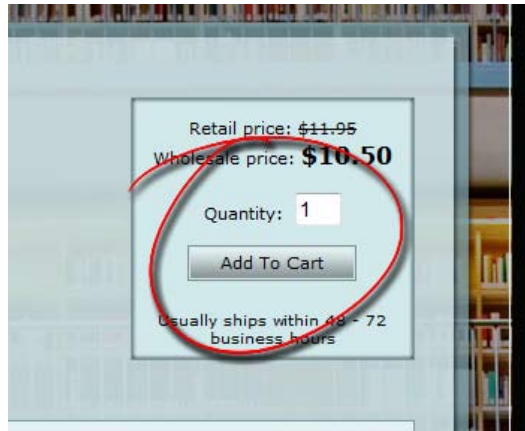 Retail price: $11.95
Wholesale price: $10.50
Quantity: 1
Add To Cart
Usually ships within 48 - 72
business hours